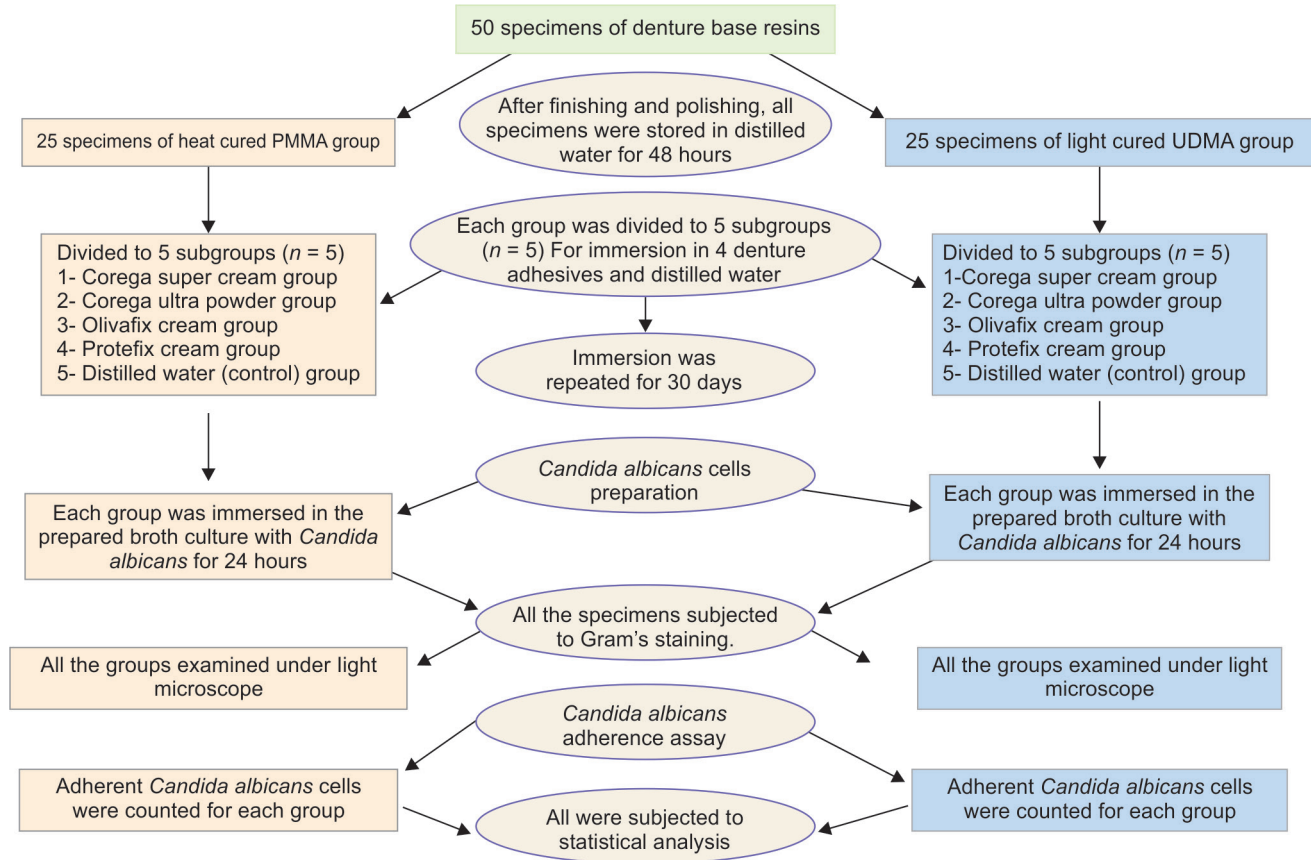 50 specimens of denture base resins
After finishing and polishing, all
specimens were stored in distilled
water for 48 hours
25 specimens of heat cured PMMA group
25 specimens of light cured UDMA group
Each group was divided to 5 subgroups
(n = 5) For immersion in 4 denture
adhesives and distilled water
Divided to 5 subgroups (n = 5)
1- Corega super cream group
2- Corega ultra powder group
3- Olivafix cream group
4- Protefix cream group
5- Distilled water (control) group
Divided to 5 subgroups (n = 5)
1-Corega super cream group
2- Corega ultra powder group
3- Olivafix cream group
4- Protefix cream group
5- Distilled water (control) group
Immersion was
repeated for 30 days
Candida albicans cells
preparation
Each group was immersed in the
prepared broth culture with Candida
albicans for 24 hours
Each group was immersed in the
prepared broth culture with
Candida albicans for 24 hours
All the specimens subjected
to Gram's staining.
All the groups examined under light
microscope
All the groups examined under light
microscope
Candida albicans
adherence assay
Adherent Candida albicans cells
were counted for each group
Adherent Candida albicans cells
were counted for each group
All were subjected to
statistical analysis